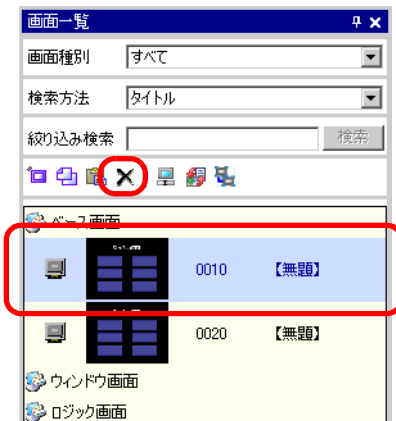 画面一覧
画面種別 すべて
検索方法 タイトル
絞り込み検索 検索
ベース画面
0010 【無題】
0020 【無題】
ウィンドウ画面
ロジック画面